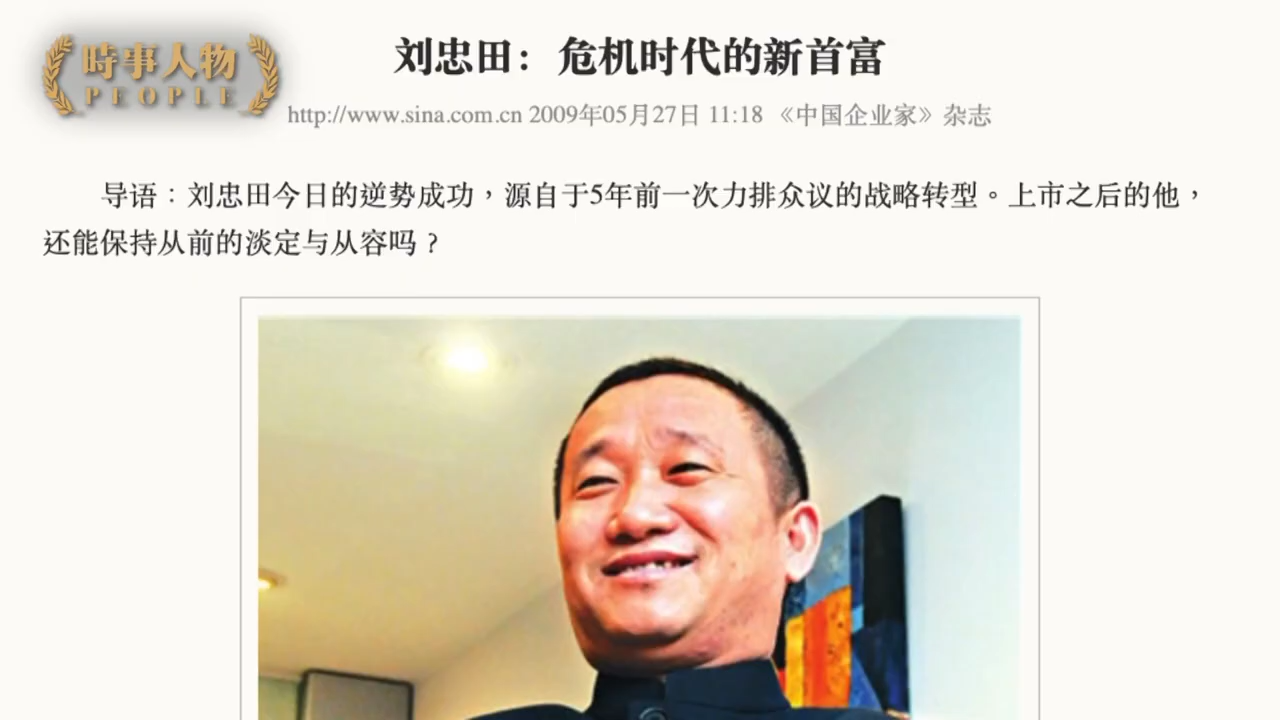 時事人物
PEOPLE
刘忠田：危机时代的新首富
http://www.sina.com.cn 2009年05月27日 11:18 《中国企业家》杂志
导语：刘忠田今日的逆势成功，源自于5年前一次力排众议的战略转型。上市之后的他，
还能保持从前的淡定与从容吗？